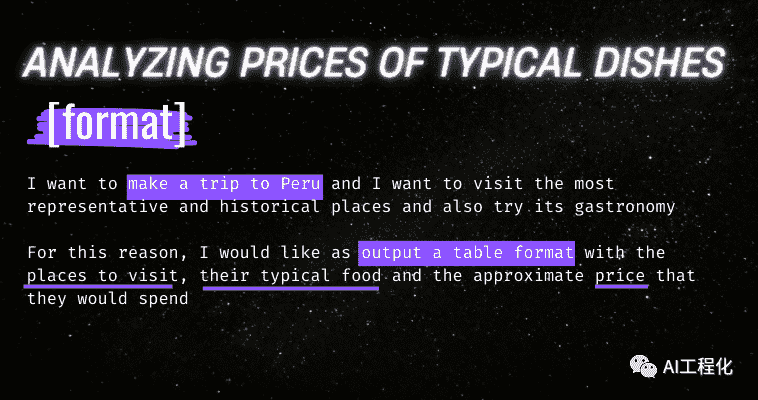 ANALYZING PRICES OF TYPICAL DISHES
[format]
I want to make a trip to Peru and I want to visit the most
representative and historical places and also try its gastronomy
For this reason, I would like as output a table format with the
places to visit, their typical food and the approximate price that
they would spend
AI工程化